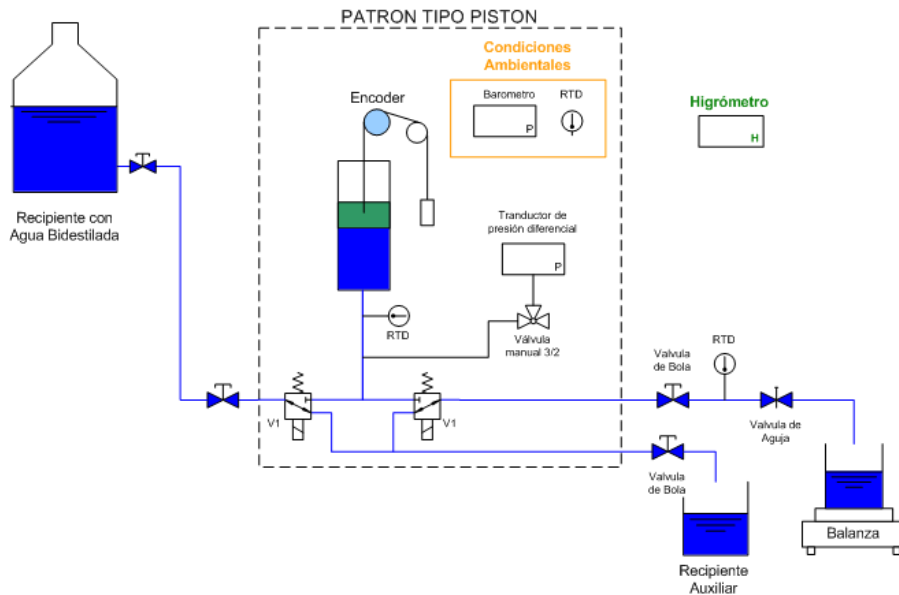 PATRON TIPO PISTON
Condiciones
Ambientales
Barometro
RTD
P
Encoder
Higrómetro
H
Recipiente con
Agua Bidestilada
Tranductor de
presión diferencial
P
RTD
Válvula
manual 3/2
V1
V1
Valvula
de Bola
RTD
Valvula de
Aguja
Valvula
de Bola
Balanza
Recipiente
Auxiliar